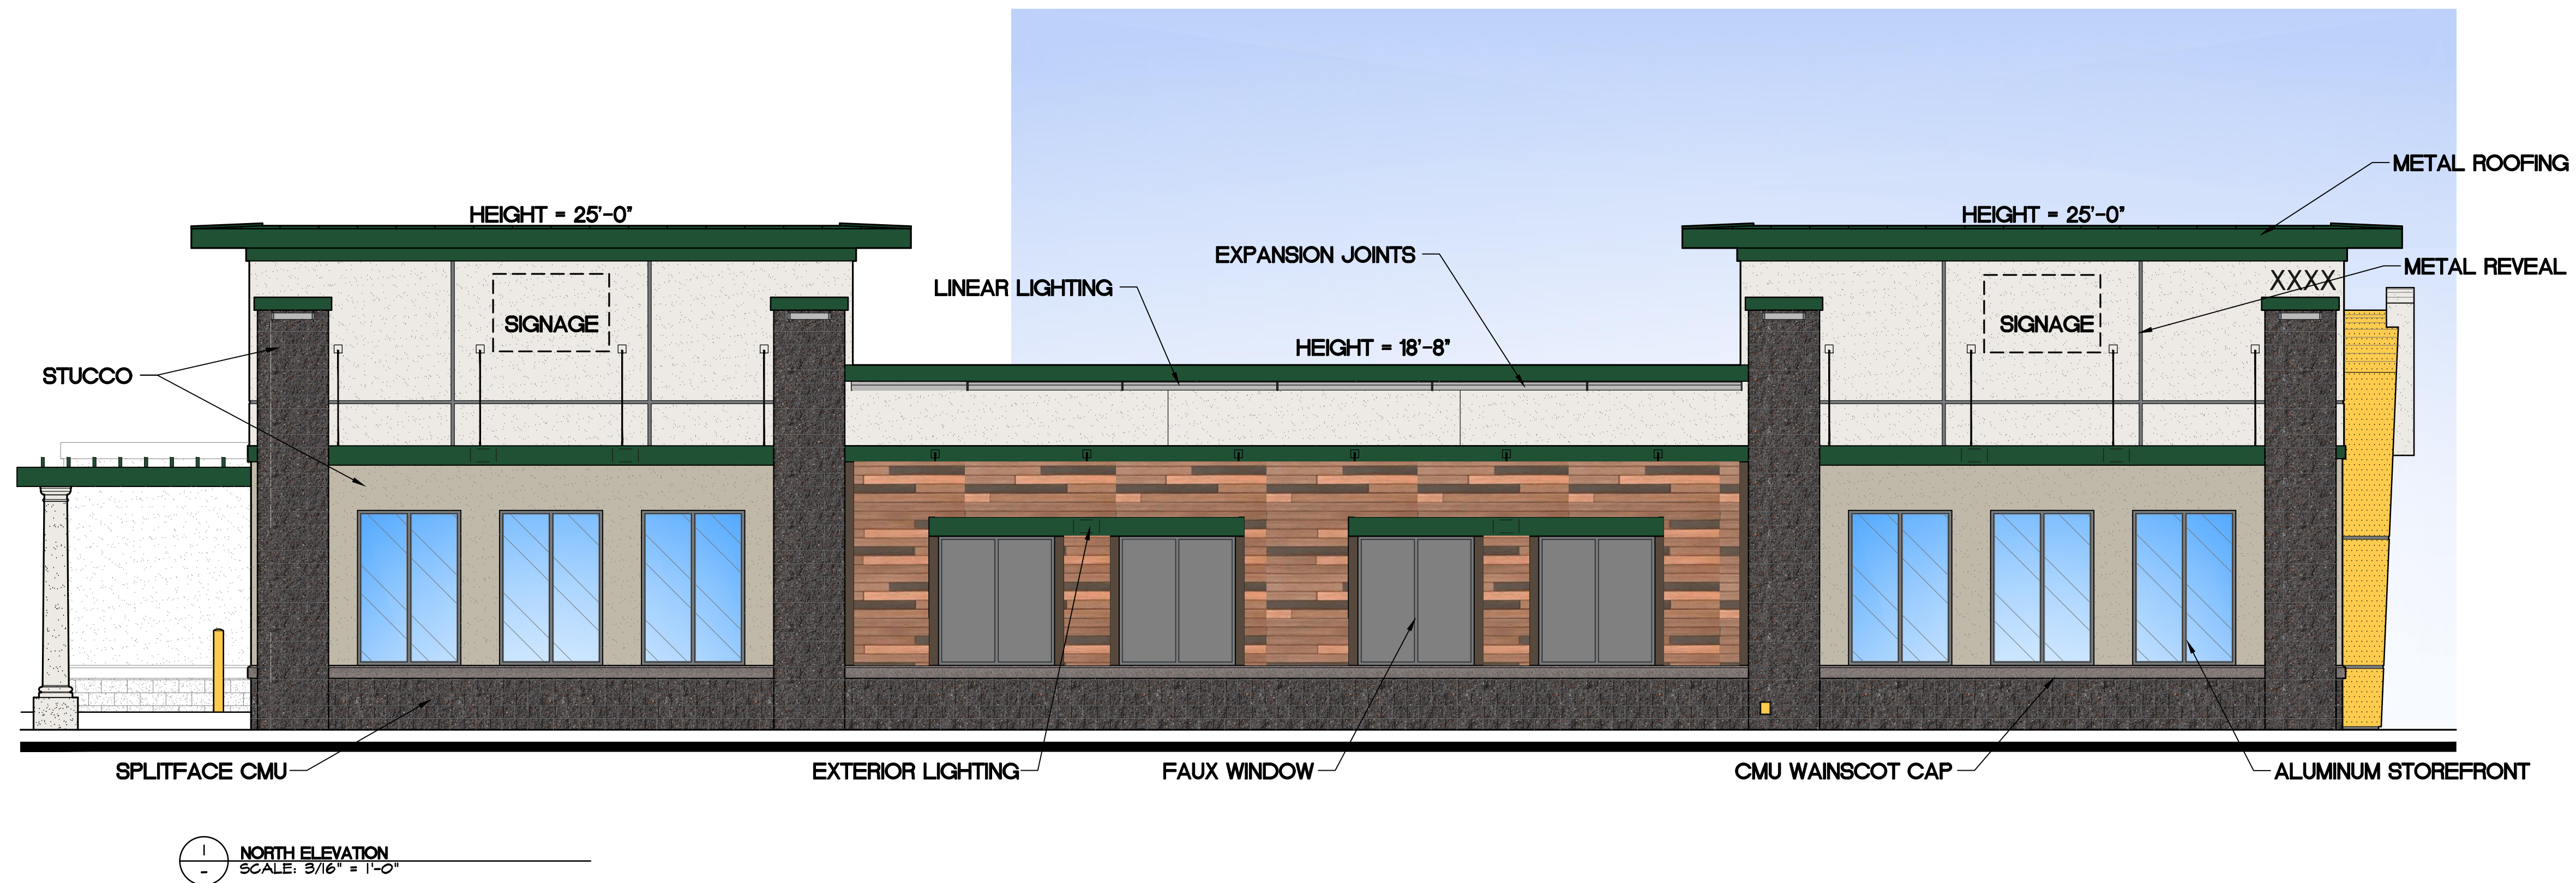 METAL ROOFING
HEIGHT = 25'-0"
HEIGHT = 25'-0"
EXPANSION JOINTS
METAL REVEAL
XXXX
LINEAR LIGHTING
SIGNAGE
SIGNAGE
HEIGHT = 18'-8"
STUCCO
SPLITFACE CMU
EXTERIOR LIGHTING
FAUX WINDOW
CMU WAINSCOT CAP
ALUMINUM STOREFRONT
1
-
NORTH ELEVATION
SCALE: 3/16" = 1'-0"